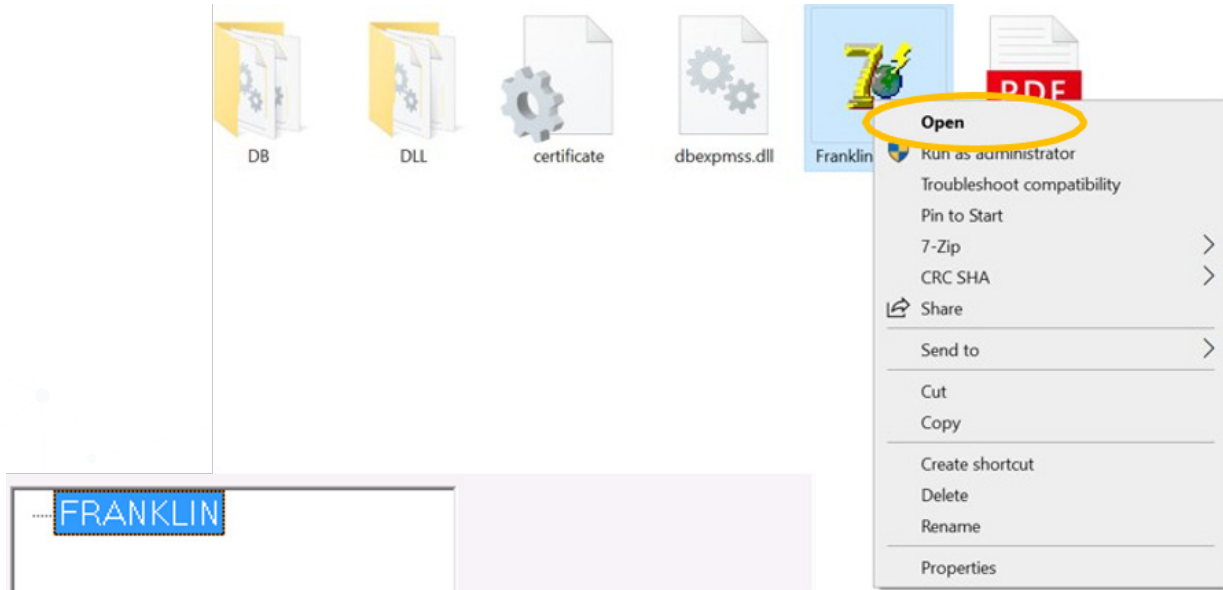 7
PDF
DB
DLL
certificate
dbexpmss.dll
Franklin
Open
Run as administrator
Troubleshoot compatibility
Pin to Start
7-Zip
CRC SHA
Share
Send to
Cut
Copy
Create shortcut
Delete
Rename
Properties
FRANKLIN